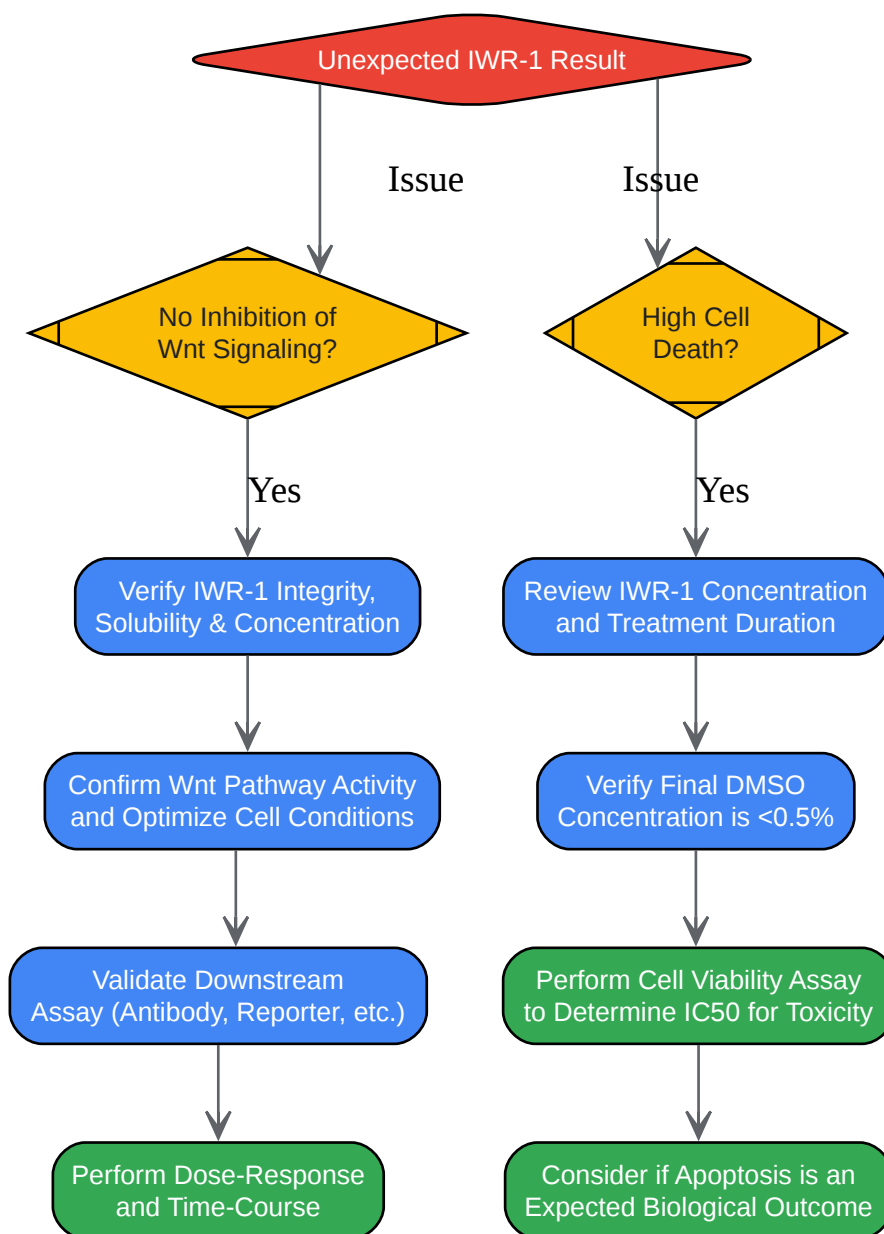 Unexpected IWR-1 Result
Issue
Issue
No Inhibition of
Wnt Signaling?
High Cell
Death?
Yes
Yes
Verify IWR-1 Integrity,
Solubility & Concentration
Review IWR-1 Concentration
and Treatment Duration
Confirm Wnt Pathway Activity
and Optimize Cell Conditions
Verify Final DMSO
Concentration is <0.5%
Validate Downstream
Assay (Antibody, Reporter, etc.)
Perform Cell Viability Assay
to Determine IC50 for Toxicity
Perform Dose-Response
and Time-Course
Consider if Apoptosis is an
Expected Biological Outcome